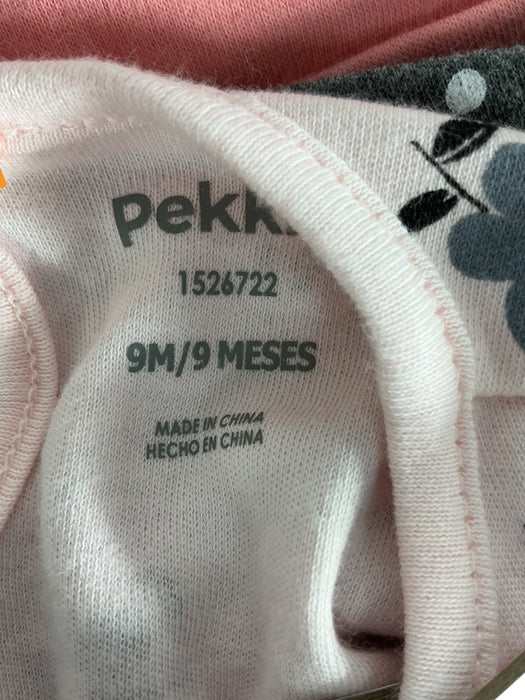 1526722
9M/9 MESES
MADE IN CHINA
HECHO EN CHINA